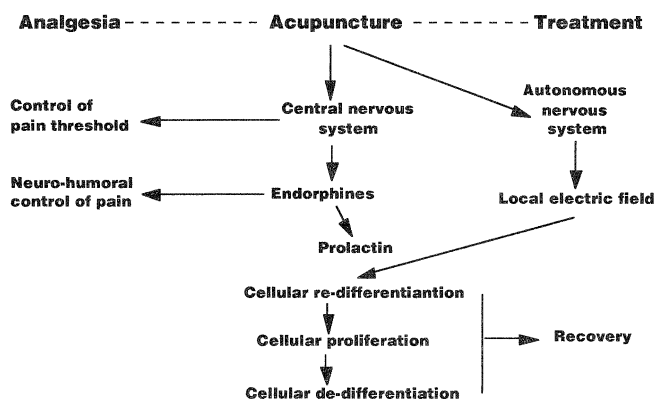 Analgesia Acupuncture Treatment
Control of
pain threshold
Central nervous
system
Autonomous
nervous
system
Neuro-humoral
control of pain
Endorphines
Local electric field
Prolactin
Cellular re-differentiantion
Cellular proliferation
Recovery
Cellular de-differentiation